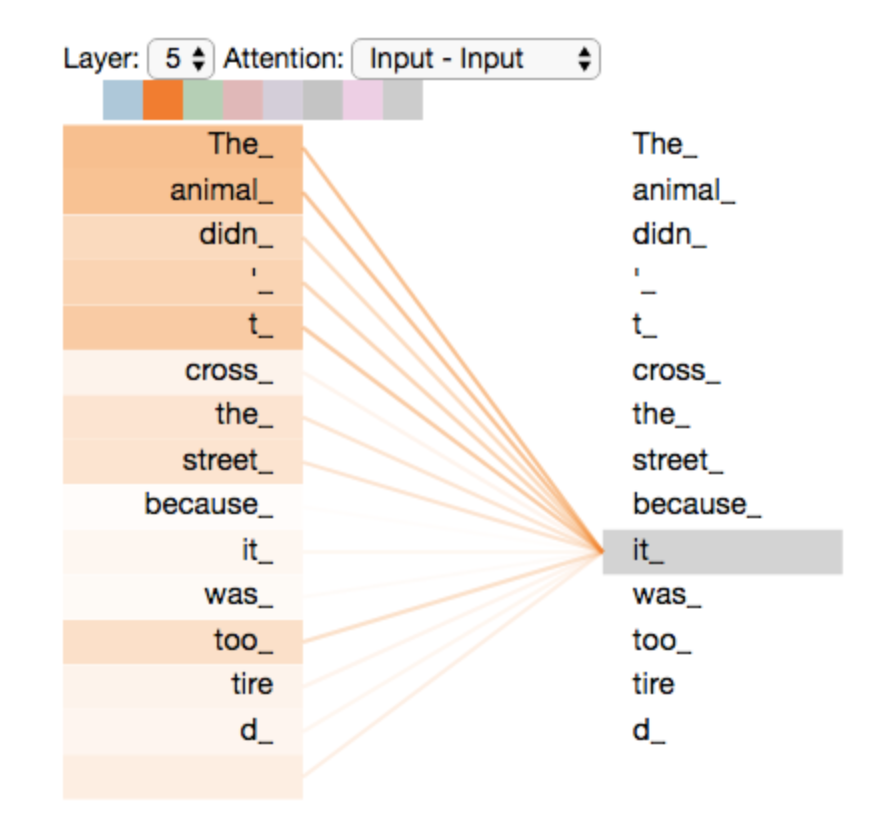 Layer: 5 Attention: Input - Input
The_ The_
animal_ animal_
didn_ didn_
'_ '_
t_ t_
cross_ cross_
the_ the_
street_ street_
because_ because_
it_ it_
was_ was_
too_ too_
tire tire
d_ d_